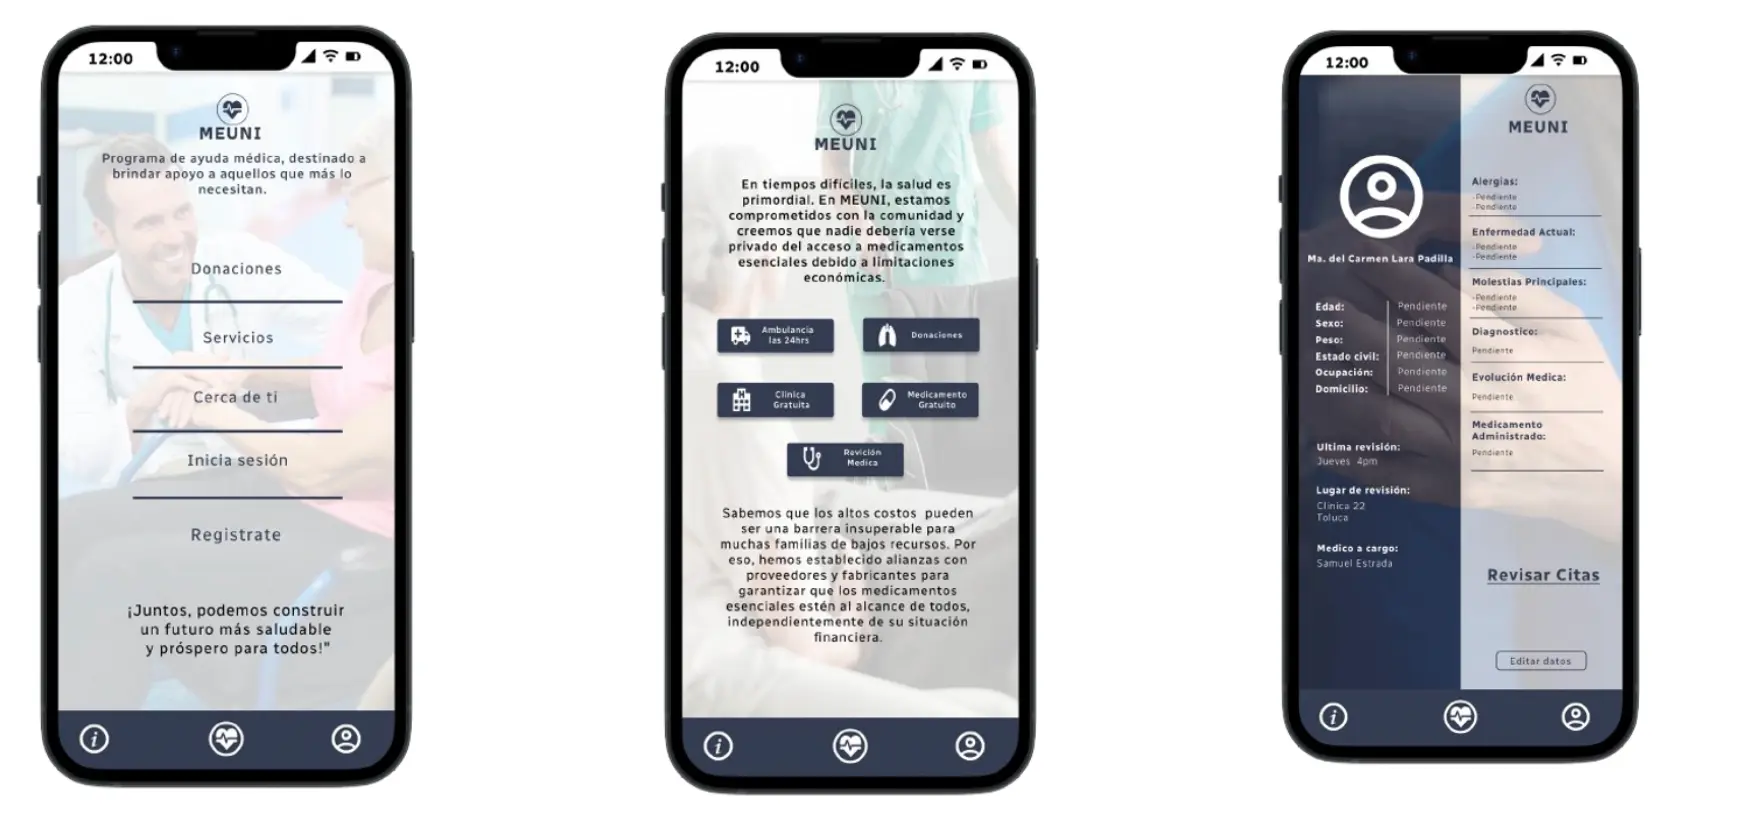 12:00
MEUNI
Programa de ayuda médica, destinado a
brindar apoyo a aquellos que más lo
necesitan.
Donaciones
Servicios
Cerca de ti
Inicia sesión
Registrate
¡Juntos, podemos construir
un futuro más saludable
y próspero para todos!"
i
12:00
MEUNI
En tiempos difíciles, la salud es
primordial. En MEUNI, estamos
comprometidos con la comunidad y
creemos que nadie debería verse
privado del acceso a medicamentos
esenciales debido a limitaciones
económicas.
Ambulancia
las 24hrs
Donaciones
Clínica
Gratuita
Medicamento
Gratuito
Revición
Medica
Sabemos que los altos costos pueden
ser una barrera insuperable para
muchas familias de bajos recursos. Por
eso, hemos establecido alianzas con
proveedores y fabricantes para
garantizar que los medicamentos
esenciales estén al alcance de todos,
independientemente de su situación
financiera.
i
12:00
Ma. del Carmen Lara Padilla
Edad: Pendiente
Sexo: Pendiente
Peso: Pendiente
Estado civil: Pendiente
Ocupación: Pendiente
Domicilio: Pendiente
Ultima revisión:
Jueves 4pm
Lugar de revisión:
Clinica 22
Toluca
Medico a cargo:
Samuel Estrada
MEUNI
Alergias:
-Pendiente
-Pendiente
Enfermedad Actual:
-Pendiente
-Pendiente
Molestias Principales:
-Pendiente
-Pendiente
Diagnostico:
Pendiente
Evolución Medica:
Pendiente
Medicamento
Administrado:
Pendiente
Revisar Citas
Editar datos
i